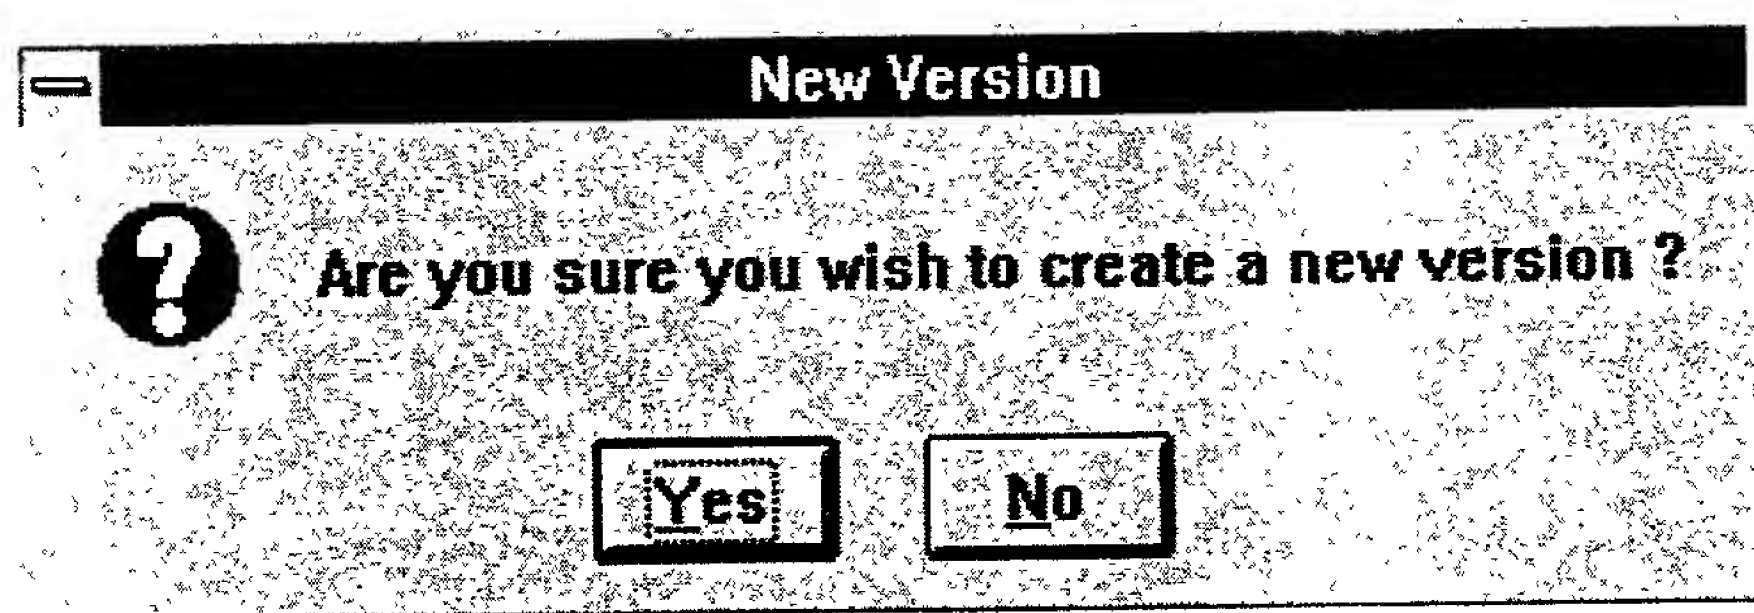 New Version
Are you sure you wish to create a new version ?
Yes
No